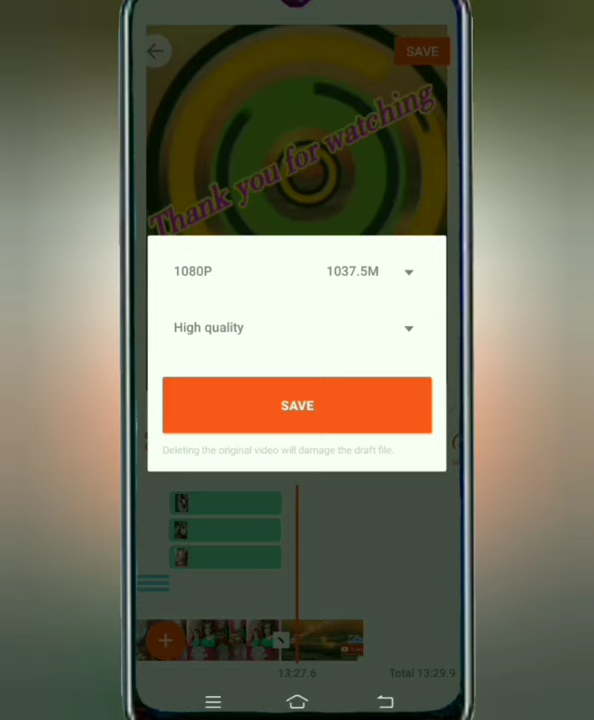 SAVE
Thank you for watching
1080P 1037.5M
High quality
SAVE
Deleting the original video will damage the draft file.
13:27.6 Total 13:29.9